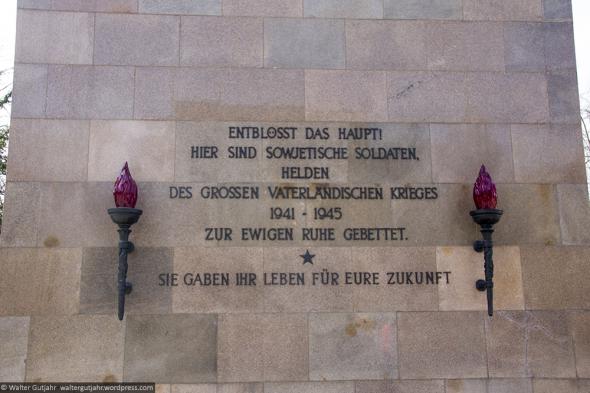 ENTBLÖSST DAS HAUPT!
HIER SIND SOWJETISCHE SOLDATEN,
HELDEN
DES GROSSEN VATERLÄNDISCHEN KRIEGES
1941 - 1945
ZUR EWIGEN RUHE GEBETTET.
SIE GABEN IHR LEBEN FÜR EURE ZUKUNFT
© Walter Gutjahr waltergutjahr.wordpress.com